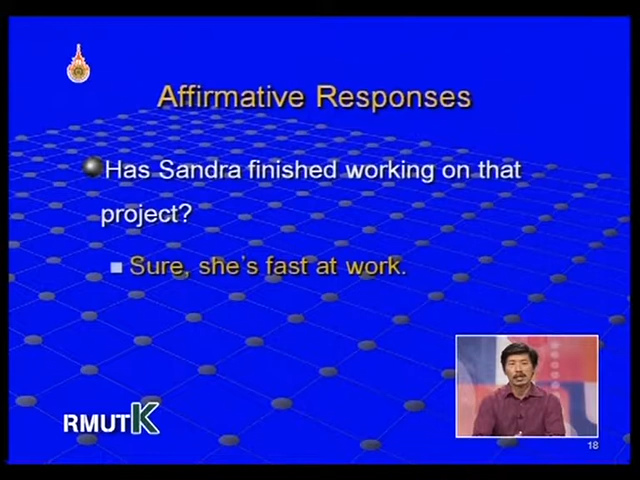 Affirmative Responses
Has Sandra finished working on that
project?
Sure, she's fast at work.
RMUTK
18